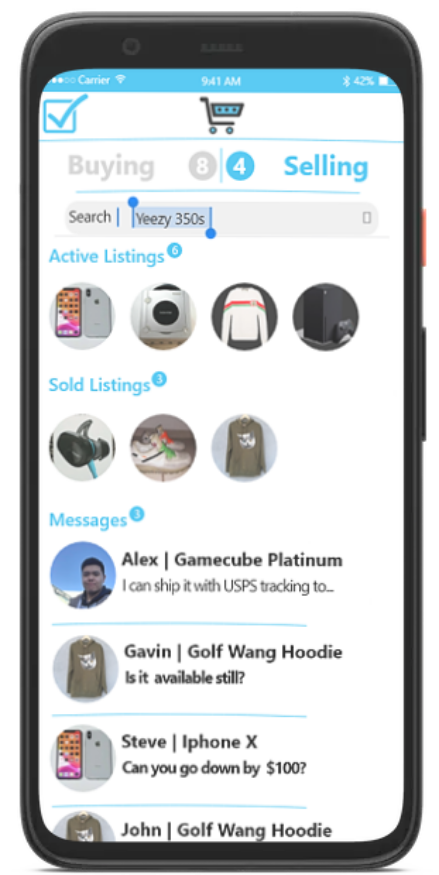 Carrier 9:41 AM 42%
Buying 8 4 Selling
Search Yeezy 350s
Active Listings 6
Sold Listings 3
Messages 3
Alex | Gamecube Platinum
I can ship it with USPS tracking to...
Gavin | Golf Wang Hoodie
Is it available still?
Steve | Iphone X
Can you go down by $100?
John | Golf Wang Hoodie